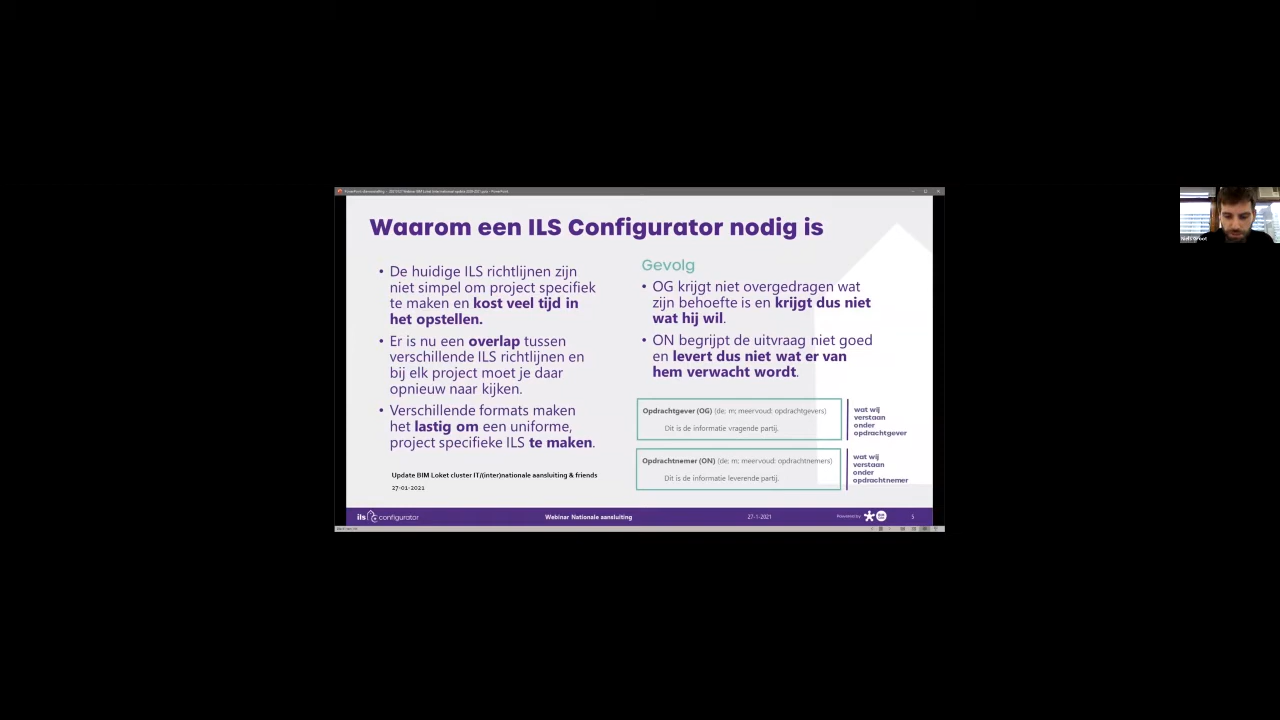 Waarom een ILS Configurator nodig is
• De huidige ILS richtlijnen zijn
niet simpel om project specifiek
te maken en kost veel tijd in
het opstellen.
• Er is nu een overlap tussen
verschillende ILS richtlijnen en
bij elk project moet je daar
opnieuw naar kijken.
• Verschillende formats maken
het lastig om een uniforme,
project specifieke ILS te maken.
Update BIM Loket cluster IT/(inter)nationale aansluiting & friends
27-01-2021
Gevolg
• OG krijgt niet overgedragen wat
zijn behoefte is en krijgt dus niet
wat hij wil.
• ON begrijpt de uitvraag niet goed
en levert dus niet wat er van
hem verwacht wordt.
Opdrachtgever (OG) (de; m; meervoud: opdrachtgevers)
Dit is de informatie vragende partij.
wat wij
verstaan
onder
opdrachtgever
Opdrachtnemer (ON) (de; m; meervoud: opdrachtnemers)
Dit is de informatie leverende partij.
wat wij
verstaan
onder
opdrachtnemer
ils configurator
Webinar Nationale aansluiting
27-1-2021
Powered by
5